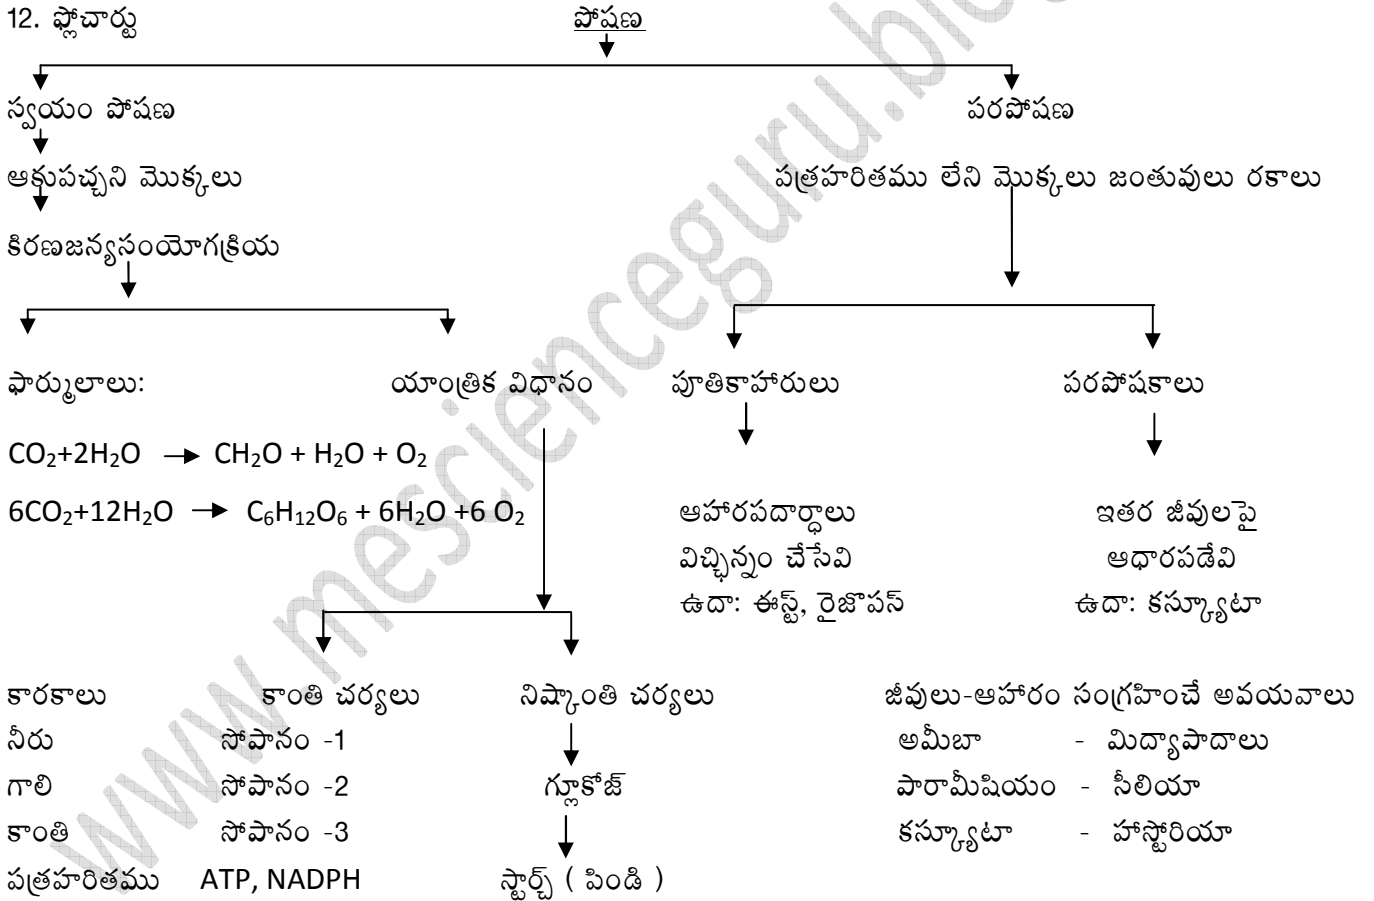 12. ఫ్లోచార్టు
పోషణ
స్వయం పోషణ
పరపోషణ
ఆకుపచ్చని మొక్కలు
పత్రహరితము లేని మొక్కలు జంతువులు రకాలు
కిరణజన్యసంయోగక్రియ
ఫార్ములాలు:
యాంత్రిక విధానం
పూతికాహారులు
పరపోషకాలు
CO₂+2H₂O → CH₂O + H₂O + O₂
6CO₂+12H₂O → C₆H₁₂O₆ + 6H₂O +6 O₂
ఆహారపదార్ధాలు
విచ్ఛిన్నం చేసేవి
ఉదా: ఈస్ట్, రైజొపస్
ఇతర జీవులపై
ఆధారపడేవి
ఉదా: కస్క్యూటా
కారకాలు
నీరు
గాలి
కాంతి
పత్రహరితము
కాంతి చర్యలు
సోపానం -1
సోపానం -2
సోపానం -3
ATP, NADPH
నిష్కాంతి చర్యలు
గ్లూకోజ్
స్టార్చ్ ( పిండి )
జీవులు-ఆహారం సంగ్రహించే అవయవాలు
అమీబా - మిద్యాపాదాలు
పారామీషియం - సీలియా
కస్క్యూటా - హాస్టోరియా
www.mescienceguru.blo